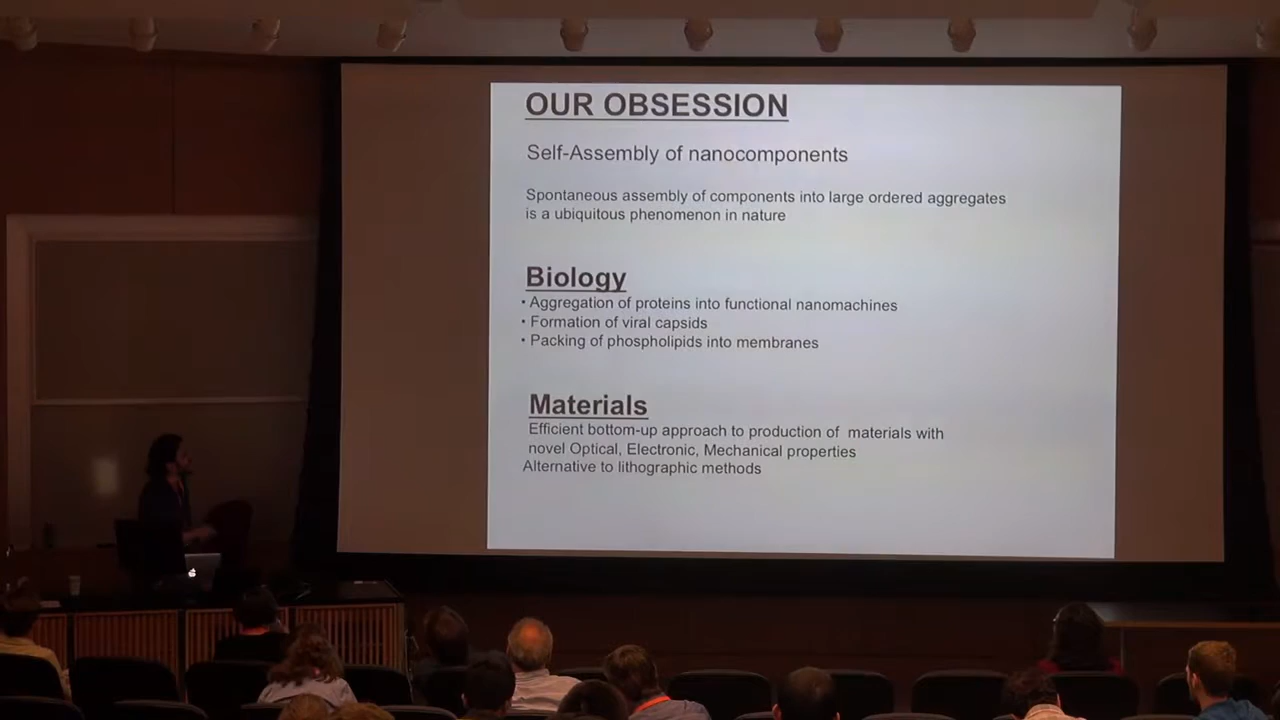 OUR OBSESSION
Self-Assembly of nanocomponents
Spontaneous assembly of components into large ordered aggregates
is a ubiquitous phenomenon in nature
Biology
• Aggregation of proteins into functional nanomachines
• Formation of viral capsids
• Packing of phospholipids into membranes
Materials
Efficient bottom-up approach to production of materials with
novel Optical, Electronic, Mechanical properties
Alternative to lithographic methods